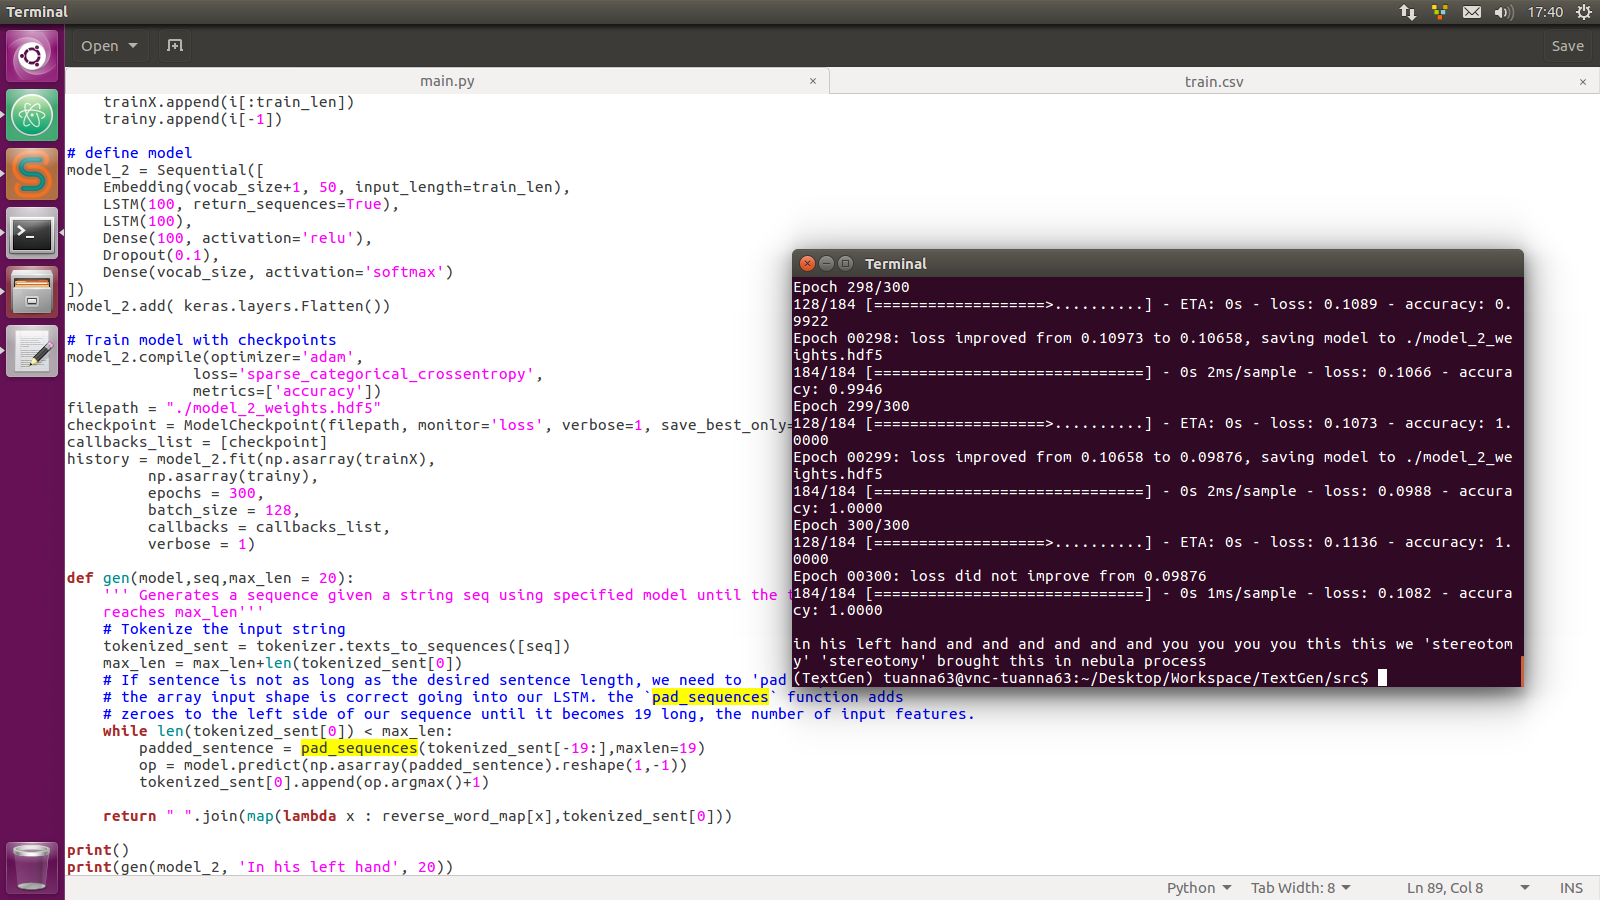 Terminal
17:40
Open
Save
main.py
×
train.csv
×
    trainX.append(i[:train_len])
    trainy.append(i[-1])
# define model
model_2 = Sequential([
    Embedding(vocab_size+1, 50, input_length=train_len),
    LSTM(100, return_sequences=True),
    LSTM(100),
    Dense(100, activation='relu'),
    Dropout(0.1),
    Dense(vocab_size, activation='softmax')
])
model_2.add( keras.layers.Flatten())
# Train model with checkpoints
model_2.compile(optimizer='adam',
              loss='sparse_categorical_crossentropy',
              metrics=['accuracy'])
filepath = "./model_2_weights.hdf5"
checkpoint = ModelCheckpoint(filepath, monitor='loss', verbose=1, save_best_only=
callbacks_list = [checkpoint]
history = model_2.fit(np.asarray(trainX),
         np.asarray(trainy),
         epochs = 300,
         batch_size = 128,
         callbacks = callbacks_list,
         verbose = 1)
def gen(model,seq,max_len = 20):
    ''' Generates a sequence given a string seq using specified model until the
    reaches max_len'''
    # Tokenize the input string
    tokenized_sent = tokenizer.texts_to_sequences([seq])
    max_len = max_len+len(tokenized_sent[0])
    # If sentence is not as long as the desired sentence length, we need to 'pad
    # the array input shape is correct going into our LSTM. the `pad_sequences` function adds
    # zeroes to the left side of our sequence until it becomes 19 long, the number of input features.
    while len(tokenized_sent[0]) < max_len:
        padded_sentence = pad_sequences(tokenized_sent[-19:],maxlen=19)
        op = model.predict(np.asarray(padded_sentence).reshape(1,-1))
        tokenized_sent[0].append(op.argmax()+1)
    return " ".join(map(lambda x : reverse_word_map[x],tokenized_sent[0]))
print()
print(gen(model_2, 'In his left hand', 20))
Terminal
Epoch 298/300
128/184 [===================>..........] - ETA: 0s - loss: 0.1089 - accuracy: 0.
9922
Epoch 00298: loss improved from 0.10973 to 0.10658, saving model to ./model_2_we
ights.hdf5
184/184 [==============================] - 0s 2ms/sample - loss: 0.1066 - accura
cy: 0.9946
Epoch 299/300
128/184 [===================>..........] - ETA: 0s - loss: 0.1073 - accuracy: 1.
0000
Epoch 00299: loss improved from 0.10658 to 0.09876, saving model to ./model_2_we
ights.hdf5
184/184 [==============================] - 0s 2ms/sample - loss: 0.0988 - accura
cy: 1.0000
Epoch 300/300
128/184 [===================>..........] - ETA: 0s - loss: 0.1136 - accuracy: 1.
0000
Epoch 00300: loss did not improve from 0.09876
184/184 [==============================] - 0s 1ms/sample - loss: 0.1082 - accura
cy: 1.0000
in his left hand and and and and and and you you you you this this we 'stereotom
y' 'stereotomy' brought this in nebula process
(TextGen) tuanna63@vnc-tuanna63:~/Desktop/Workspace/TextGen/src$
Python
Tab Width: 8
Ln 89, Col 8
INS